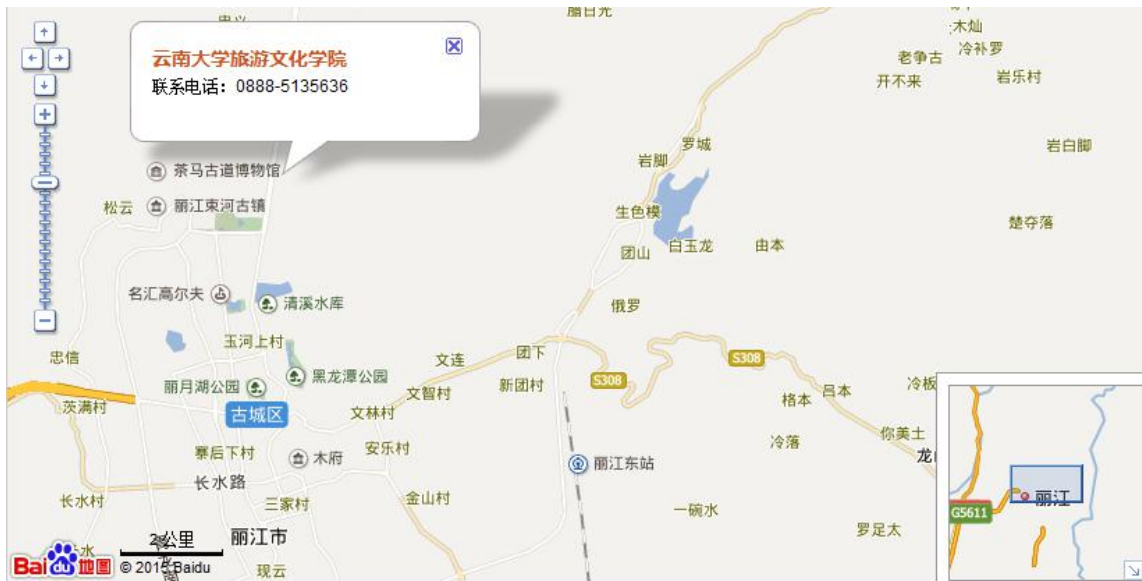 腊日光
木灿
冷补罗
老争古
开不来
岩乐村
云南大学旅游文化学院
联系电话：0888-5135636
罗城
岩脚
岩白脚
茶马古道博物馆
松云
丽江束河古镇
生色模
楚夺落
团山
白玉龙
由本
名汇高尔夫
清溪水库
俄罗
玉河上村
忠信
文连
团下
S308
丽月湖公园
黑龙潭公园
文智村
新团村
S308
吕本
冷板
格本
茨满村
古城区
文林村
你美土
冷落
寨后下村
木府
安乐村
丽江东站
长水路
长水村
三家村
金山村
一碗水
丽江
G5611
罗足太
2公里
丽江市
Bai du 地图
© 2015 Baidu
现云